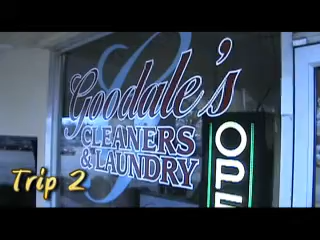 Goodale's
CLEANERS
& LAUNDRY
OPE
Trip 2